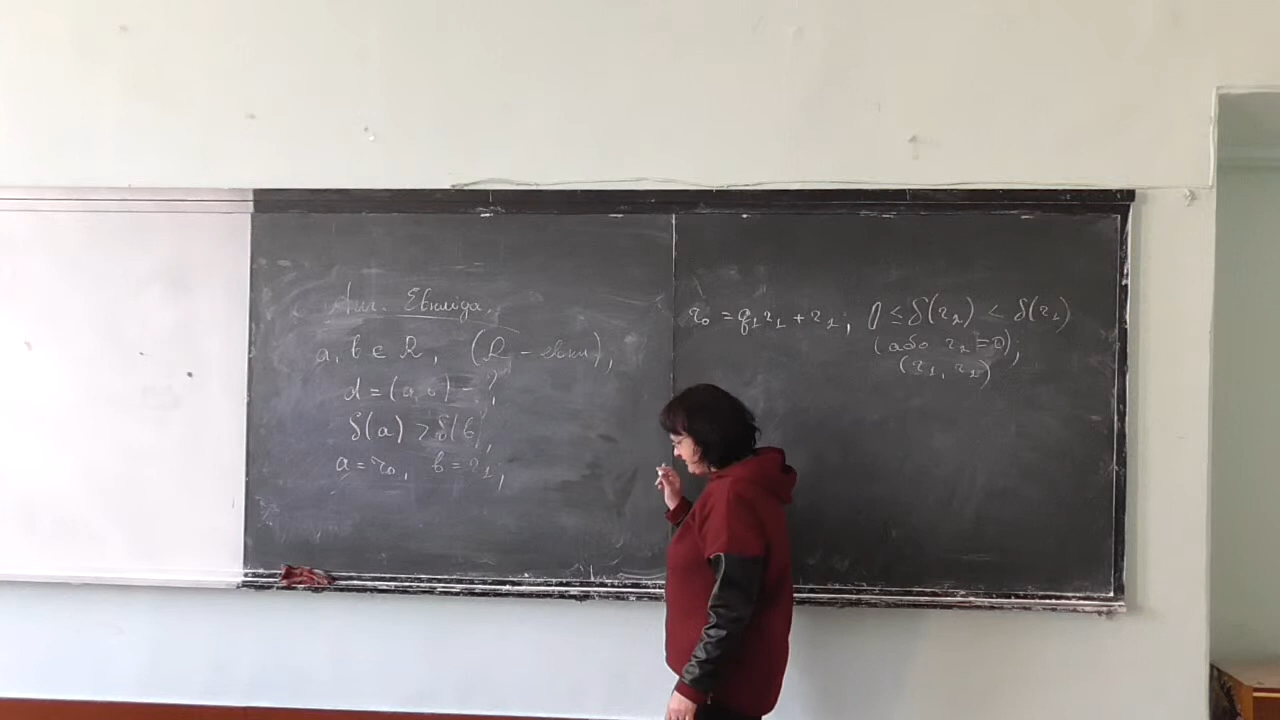 Алг. Евкліда.
a, b ∈ R, (R – евкл),
d = (a, b) – ?,
δ(a) > δ(b),
a = r₀, b = r₁,
r₀ = q₁r₁ + r₂; 0 ≤ δ(r₂) < δ(r₁)
(або r₂ = 0);
(r₁, r₂)